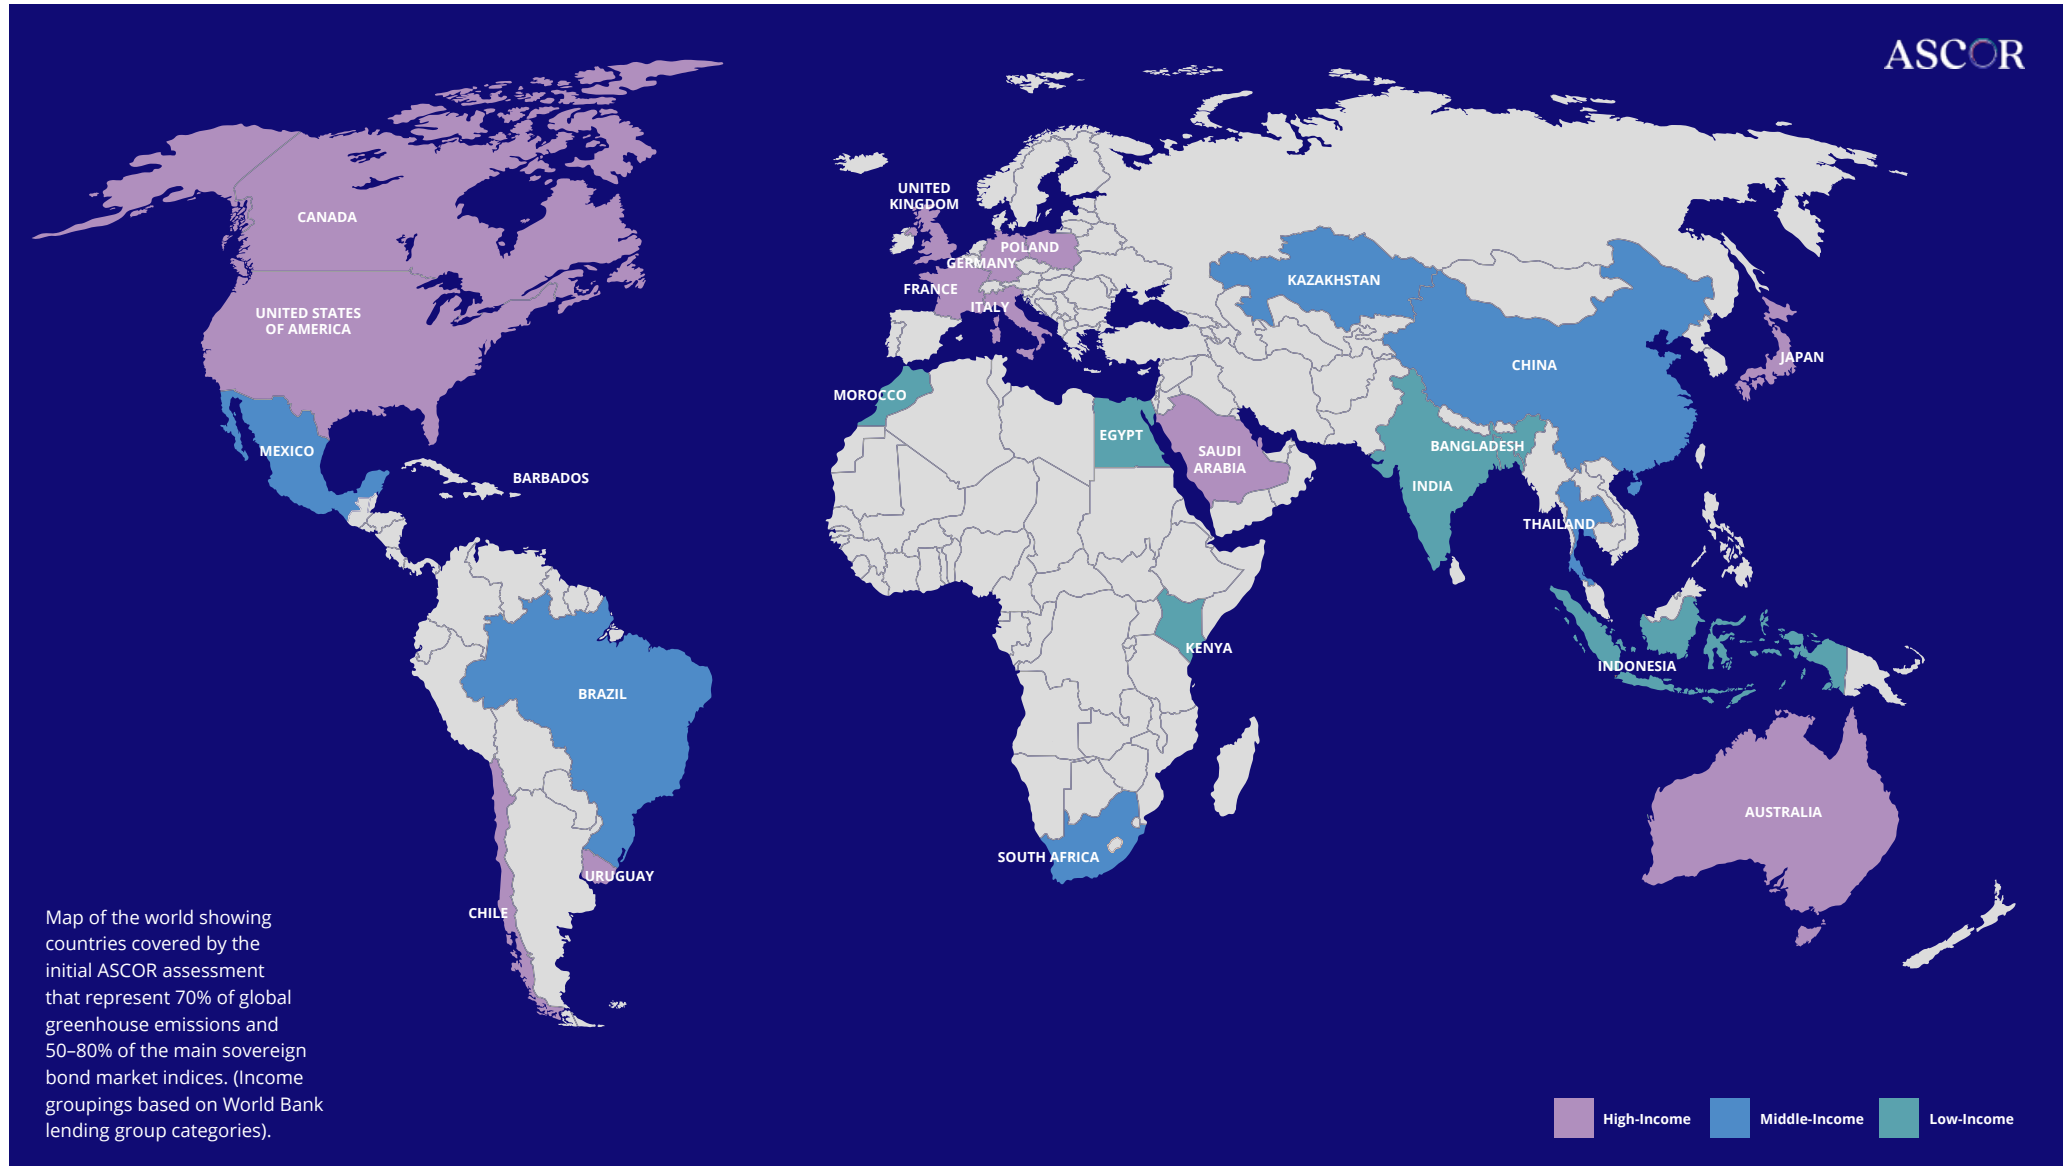 ASCOR
UNITED
KINGDOM
CANADA
POLAND
GERMANY
KAZAKHSTAN
FRANCE
ITALY
UNITED STATES
OF AMERICA
JAPAN
CHINA
MOROCCO
EGYPT
BANGLADESH
MEXICO
SAUDI
ARABIA
BARBADOS
INDIA
THAILAND
KENYA
INDONESIA
BRAZIL
AUSTRALIA
SOUTH AFRICA
URUGUAY
CHILE
Map of the world showing
countries covered by the
initial ASCOR assessment
that represent 70% of global
greenhouse emissions and
50–80% of the main sovereign
bond market indices. (Income
groupings based on World Bank
lending group categories).
High-Income
Middle-Income
Low-Income